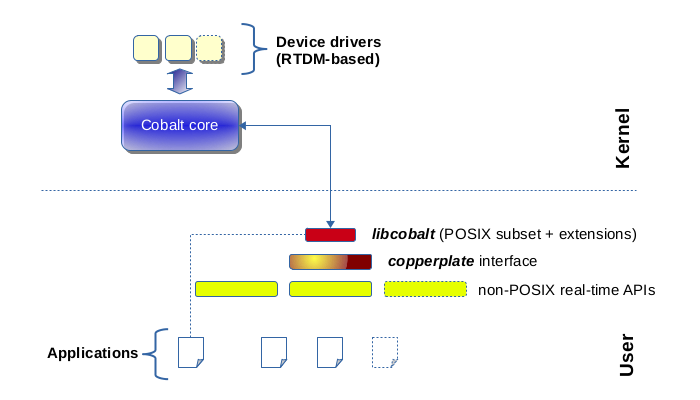 Device drivers
(RTDM-based)
Cobalt core
Kernel
libcobalt (POSIX subset + extensions)
copperplate interface
non-POSIX real-time APIs
Applications
User